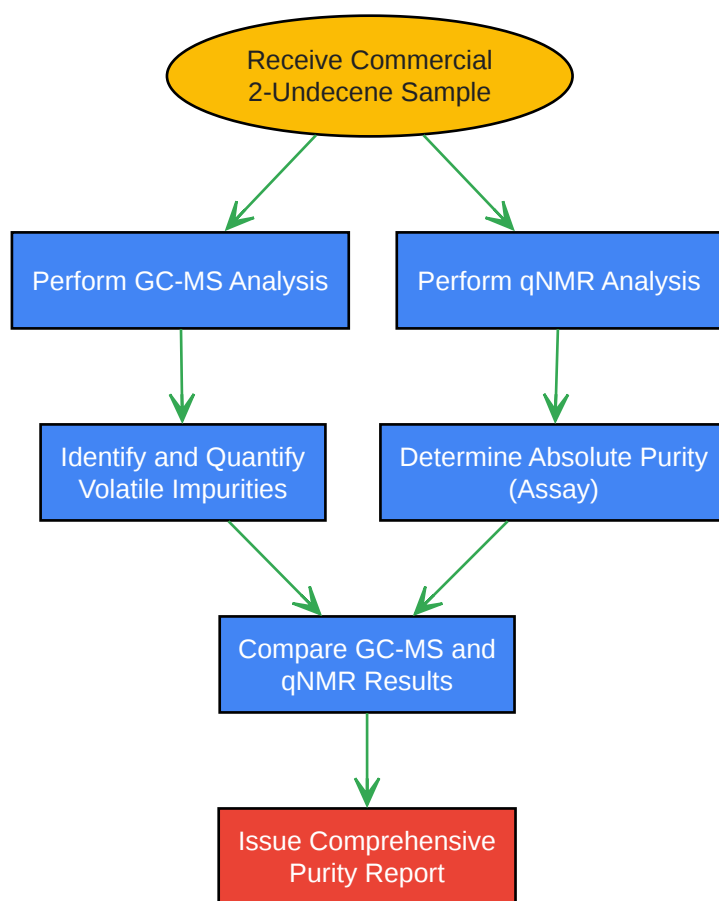 Receive Commercial
2-Undecene Sample
Perform GC-MS Analysis
Perform qNMR Analysis
Identify and Quantify
Volatile Impurities
Determine Absolute Purity
(Assay)
Compare GC-MS and
qNMR Results
Issue Comprehensive
Purity Report